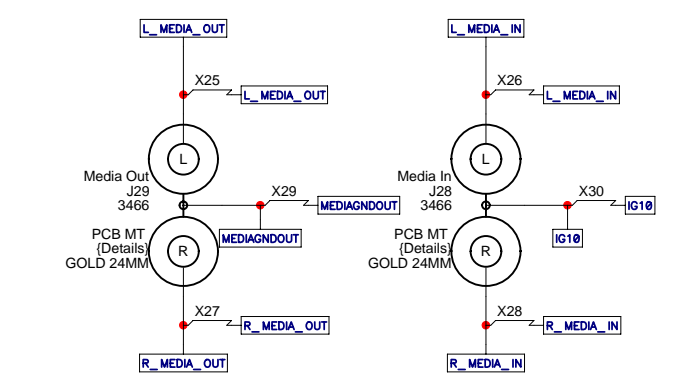 L_MEDIA_OUT
L_MEDIA_IN
X25
L_MEDIA_OUT
X26
L_MEDIA_IN
L
L
Media Out
J29
3466
X29
MEDIAGNDOUT
MEDIAGNDOUT
Media In
J28
3466
X30
IG10
IG10
PCB MT
{Details}
GOLD 24MM
R
PCB MT
{Details}
GOLD 24MM
R
X27
R_MEDIA_OUT
X28
R_MEDIA_IN
R_MEDIA_OUT
R_MEDIA_IN